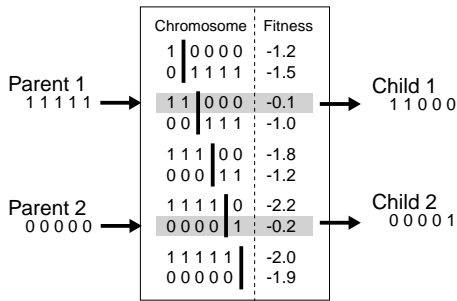 Chromosome Fitness
1 0 0 0 0 -1.2
0 1 1 1 1 -1.5
Parent 1
1 1 1 1 1
1 1 0 0 0 -0.1
0 0 1 1 1 -1.0
Child 1
1 1 0 0 0
1 1 1 0 0 -1.8
0 0 0 1 1 -1.2
Parent 2
0 0 0 0 0
1 1 1 1 0 -2.2
0 0 0 0 1 -0.2
Child 2
0 0 0 0 1
1 1 1 1 1 -2.0
0 0 0 0 0 -1.9